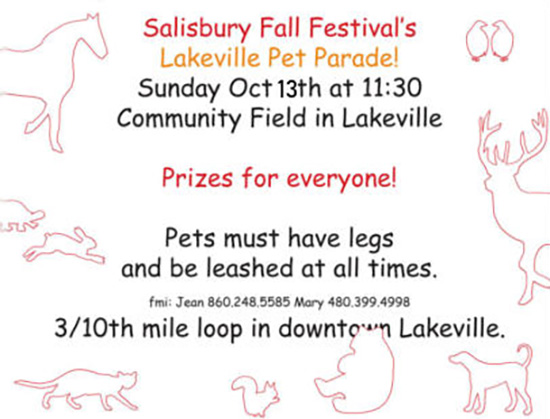 Salisbury Fall Festival's
Lakeville Pet Parade!
Sunday Oct 13th at 11:30
Community Field in Lakeville
Prizes for everyone!
Pets must have legs
and be leashed at all times.
fmi: Jean 860.248.5585 Mary 480.399.4998
3/10th mile loop in downtown Lakeville.